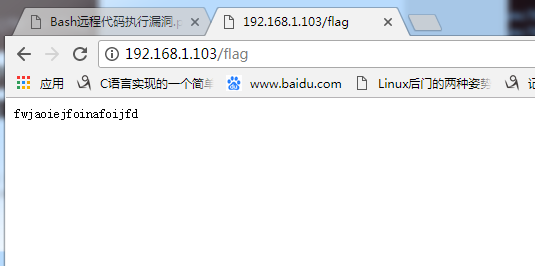 Bash远程代码执行漏洞.p
192.168.1.103/flag
192.168.1.103/flag
应用 C语言实现的一个简单 www.baidu.com Linux后门的两种姿势 记
fwjaoiejfoinafoijfd